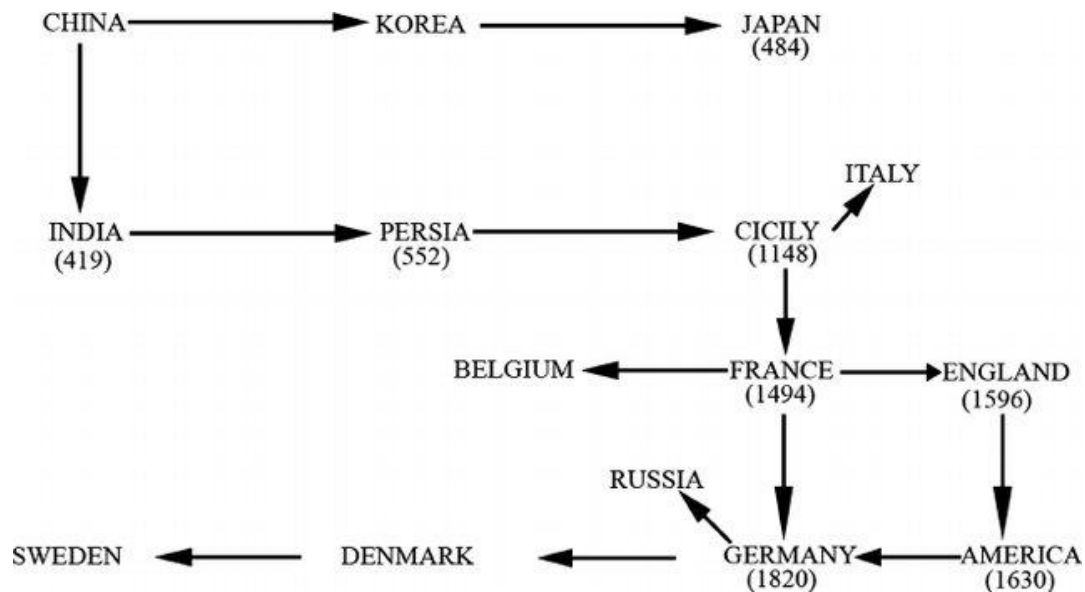 CHINA KOREA JAPAN
(484)
ITALY
INDIA PERSIA CICILY
(419) (552) (1148)
BELGIUM FRANCE ENGLAND
(1494) (1596)
RUSSIA
SWEDEN DENMARK GERMANY AMERICA
(1820) (1630)